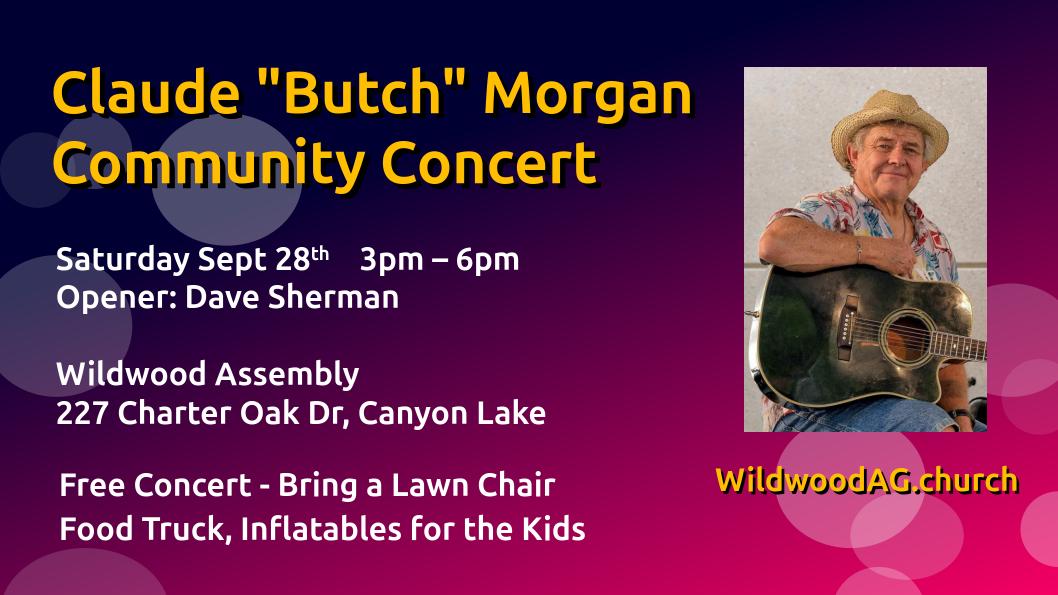 Claude "Butch" Morgan
Community Concert
Saturday Sept 28th 3pm – 6pm
Opener: Dave Sherman
Wildwood Assembly
227 Charter Oak Dr, Canyon Lake
Free Concert - Bring a Lawn Chair
Food Truck, Inflatables for the Kids
WildwoodAG.church